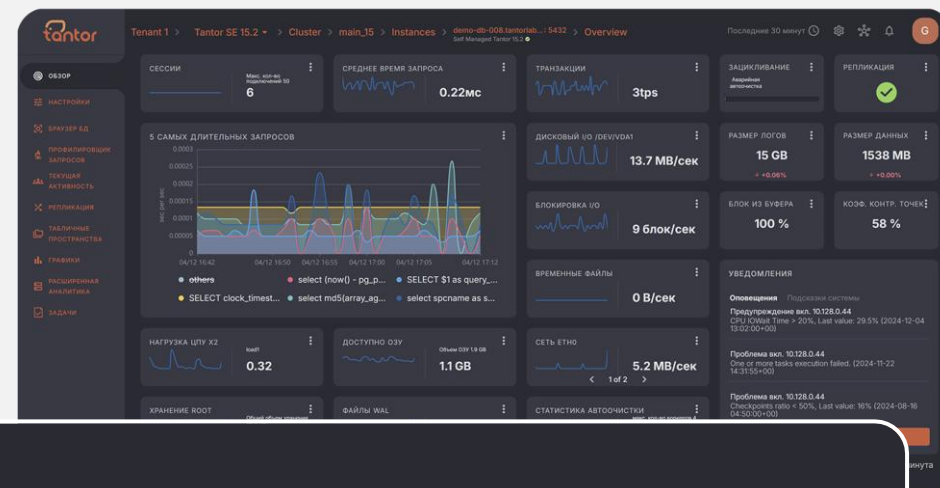 tantor
Tenant 1 > Tantor SE 15.2 > Cluster > main_15 > Instances > demo-db-008.tantorlab...: 5432 > Overview
Self Managed Tantor 15.2
Последние 30 минут
G
ОБЗОР
НАСТРОЙКИ
БРАУЗЕР БД
ПРОФИЛИРОВЩИК
ЗАПРОСОВ
ТЕКУЩАЯ
АКТИВНОСТЬ
РЕПЛИКАЦИЯ
ТАБЛИЧНЫЕ
ПРОСТРАНСТВА
ГРАФИКИ
РАСШИРЕННАЯ
АНАЛИТИКА
ЗАДАЧИ
СЕССИИ
Макс. кол-во
подключений 50
6
СРЕДНЕЕ ВРЕМЯ ЗАПРОСА
0.22мс
ТРАНЗАКЦИИ
3tps
ЗАЦИКЛИВАНИЕ
Аварийная
автоочистка
РЕПЛИКАЦИЯ
5 САМЫХ ДЛИТЕЛЬНЫХ ЗАПРОСОВ
sec per sec
0.0003
0.00025
0.0002
0.00015
0.0001
0.00005
0
04/12 16:42 04/12 16:50 04/12 16:55 04/12 17:00 04/12 17:05 04/12 17:12
others select (now() - pg_p... SELECT $1 as query_...
SELECT clock_timest... select md5(array_ag... select spcname as s...
ДИСКОВЫЙ I/O /DEV/VDA1
13.7 MB/сек
РАЗМЕР ЛОГОВ
15 GB
+0.06%
РАЗМЕР ДАННЫХ
1538 MB
+0.00%
БЛОКИРОВКА I/O
9 блок/сек
БЛОК ИЗ БУФЕРА
100 %
КОЭФ. КОНТР. ТОЧЕК
58 %
ВРЕМЕННЫЕ ФАЙЛЫ
0 B/сек
УВЕДОМЛЕНИЯ
Оповещения Подсказки системы
Предупреждение вкл. 10.128.0.44
CPU IOWait Time > 20%, Last value: 29.5% (2024-12-04
13:02:00+00)
Проблема вкл. 10.128.0.44
One or more tasks execution failed. (2024-11-22
14:31:55+00)
Проблема вкл. 10.128.0.44
Checkpoints ratio < 50%, Last value: 16% (2024-08-16
04:50:00+00)
НАГРУЗКА ЦПУ X2
load1
0.32
ДОСТУПНО ОЗУ
Объем ОЗУ 1.9 GB
1.1 GB
СЕТЬ ETH0
5.2 MB/сек
< 1 of 2 >
ХРАНЕНИЕ ROOT
ФАЙЛЫ WAL
СТАТИСТИКА АВТООЧИСТКИ
инута